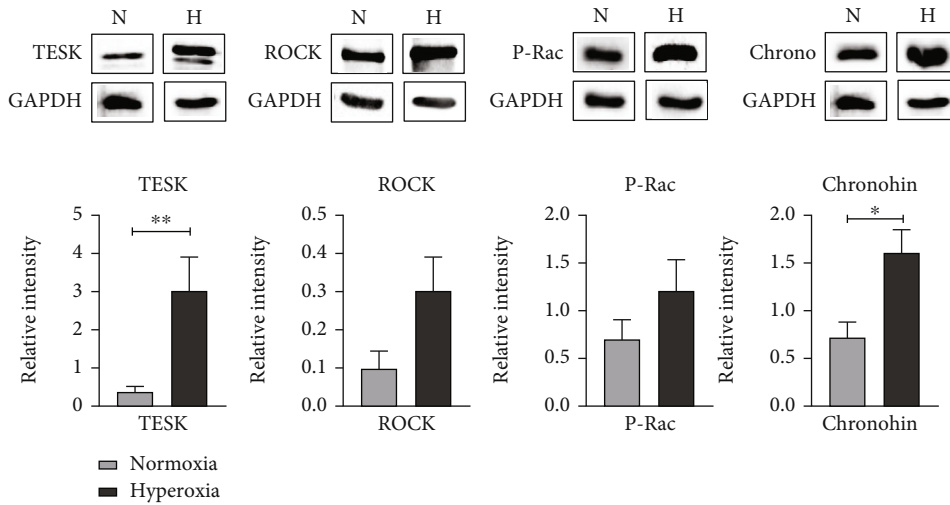 N H N H N H N H
TESK ROCK P-Rac Chrono
GAPDH GAPDH GAPDH GAPDH
TESK ROCK P-Rac Chronohin
Relative intensity
5
4
3
2
1
0
**
TESK
Relative intensity
0.5
0.4
0.3
0.2
0.1
0.0
ROCK
Relative intensity
2.0
1.5
1.0
0.5
0.0
P-Rac
Relative intensity
2.0
1.5
1.0
0.5
0.0
*
Chronohin
Normoxia
Hyperoxia